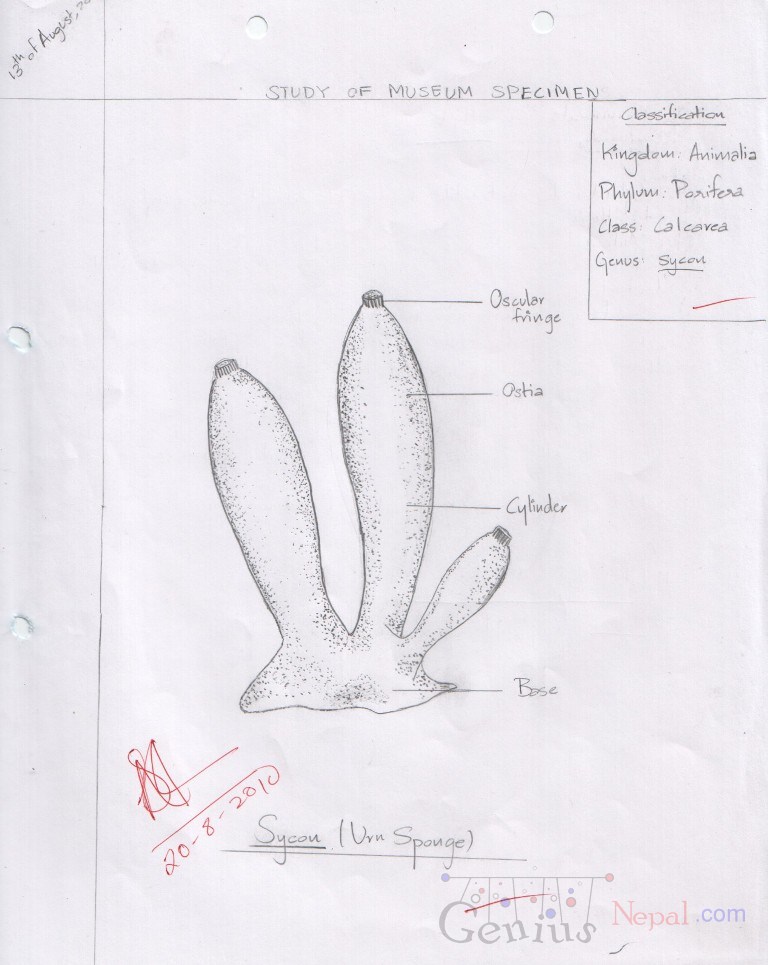 13th of August, 20
STUDY OF MUSEUM SPECIMEN
Classification
Kingdom: Animalia
Phylum: Porifera
Class: Calcarea
Genus: Sycon
Oscular
fringe
Ostia
Cylinder
Base
20-8-2010
Sycon (Urn Sponge)
Genius Nepal.com